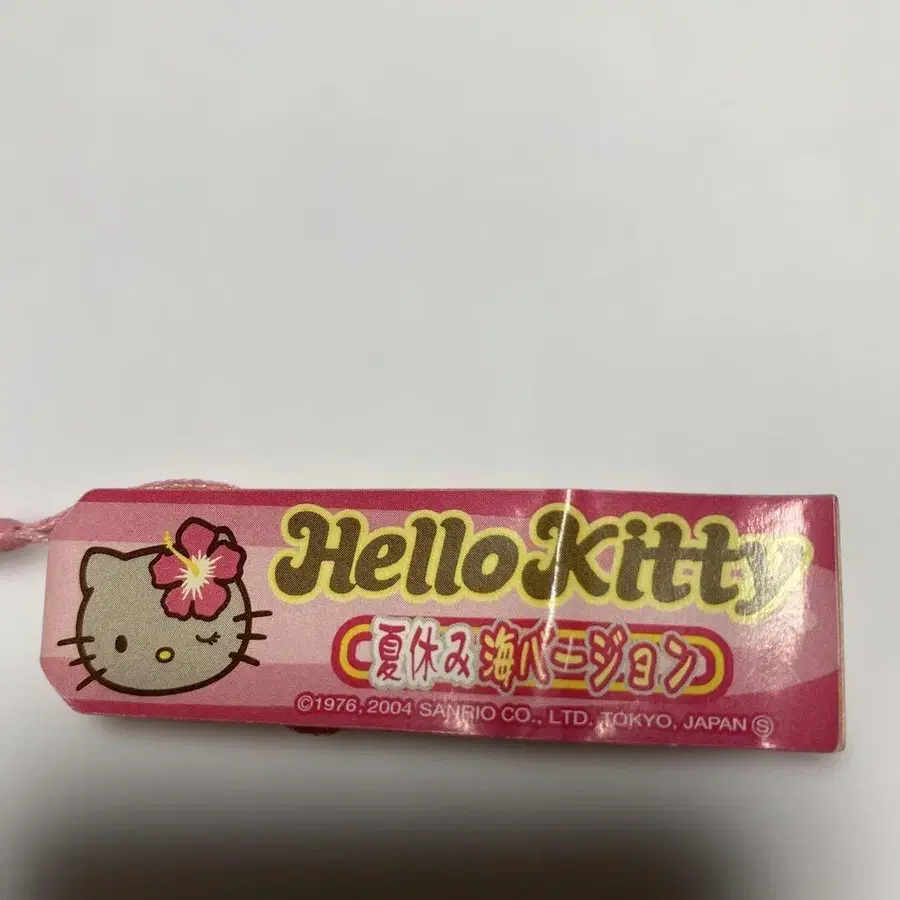 Hello Kitty
夏休み 海バージョン
©1976, 2004 SANRIO CO., LTD. TOKYO, JAPAN Ⓢ